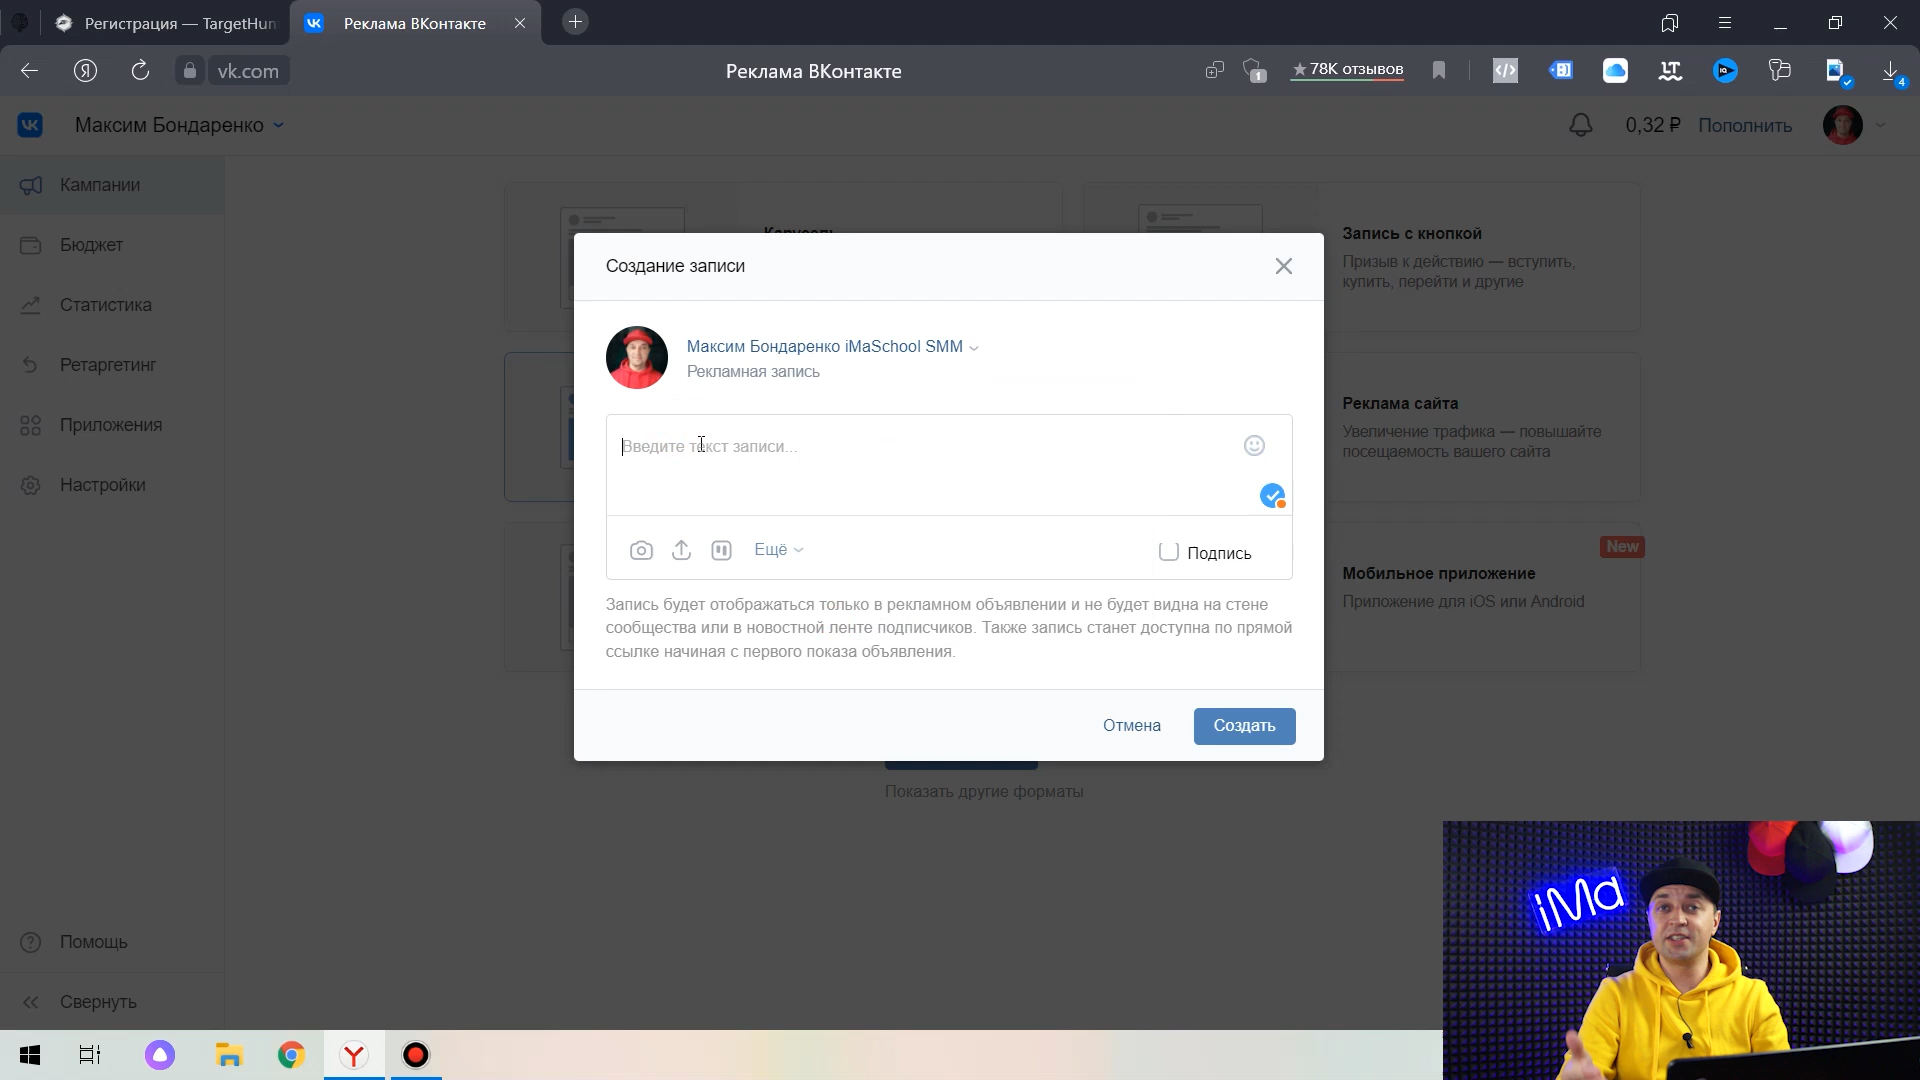 Регистрация — TargetHun
Реклама ВКонтакте
vk.com
Реклама ВКонтакте
1
★78К отзывов
4
Максим Бондаренко
0,32 ₽
Пополнить
Кампании
Бюджет
Статистика
Ретаргетинг
Приложения
Настройки
Помощь
Свернуть
Карусель
Запись с кнопкой
Призыв к действию — вступить,
купить, перейти и другие
Реклама сайта
Увеличение трафика — повышайте
посещаемость вашего сайта
New
Мобильное приложение
Приложение для iOS или Android
Создание записи
Максим Бондаренко iMaSchool SMM
Рекламная запись
Введите текст записи...
Ещё
Подпись
Запись будет отображаться только в рекламном объявлении и не будет видна на стене
сообщества или в новостной ленте подписчиков. Также запись станет доступна по прямой
ссылке начиная с первого показа объявления.
Отмена
Создать
Показать другие форматы
iMa